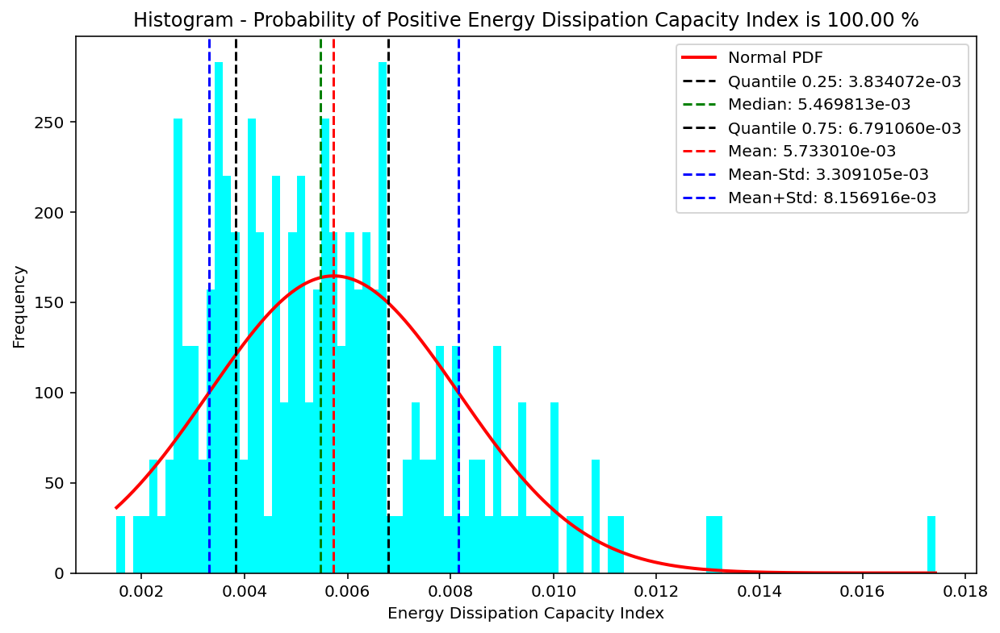 Histogram - Probability of Positive Energy Dissipation Capacity Index is 100.00 %
Normal PDF
Quantile 0.25: 3.834072e-03
Median: 5.469813e-03
Quantile 0.75: 6.791060e-03
Mean: 5.733010e-03
Mean-Std: 3.309105e-03
Mean+Std: 8.156916e-03
Frequency
250
200
150
100
50
0
0.002 0.004 0.006 0.008 0.010 0.012 0.014 0.016 0.018
Energy Dissipation Capacity Index